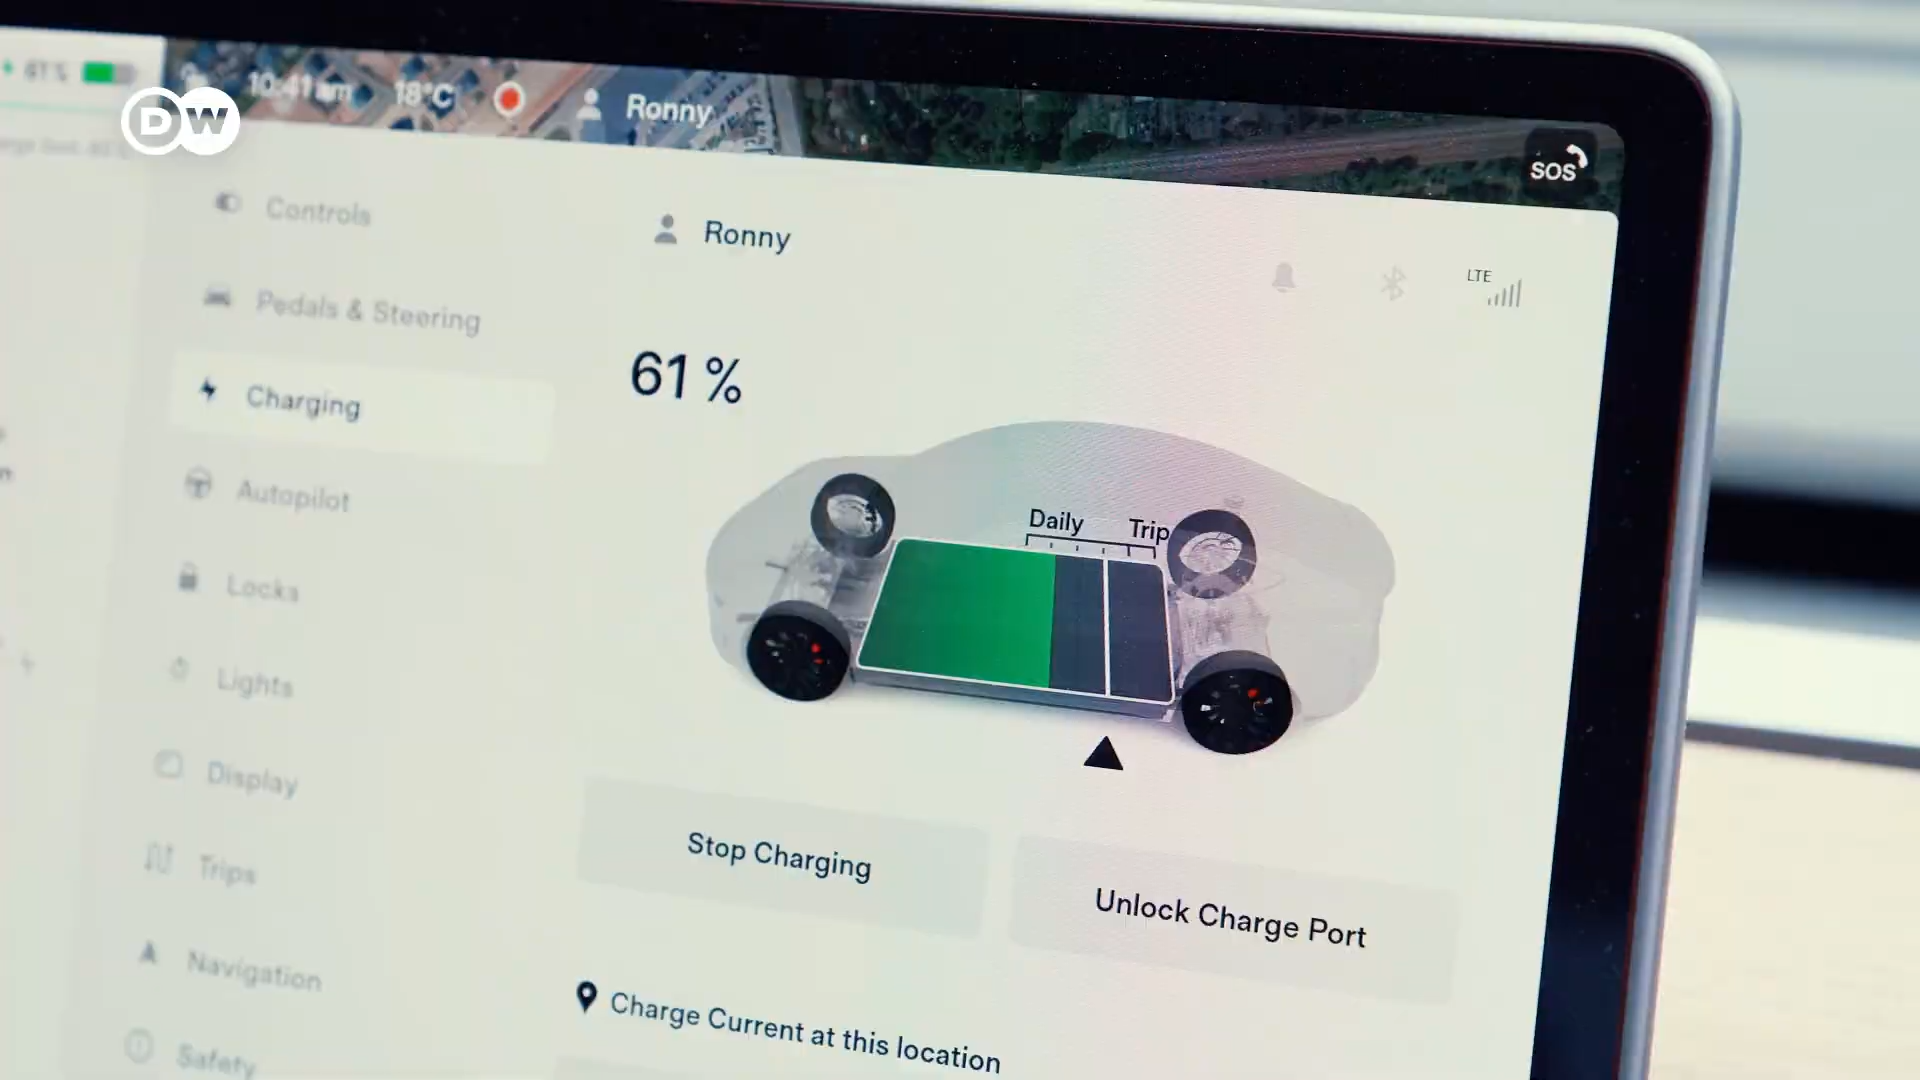 61%
10:41 am
18°C
Ronny
SOS
DW
Controls
Pedals & Steering
Charging
Autopilot
Locks
Lights
Display
Trips
Navigation
Safety
Ronny
LTE
61 %
Daily
Trip
Stop Charging
Unlock Charge Port
Charge Current at this location